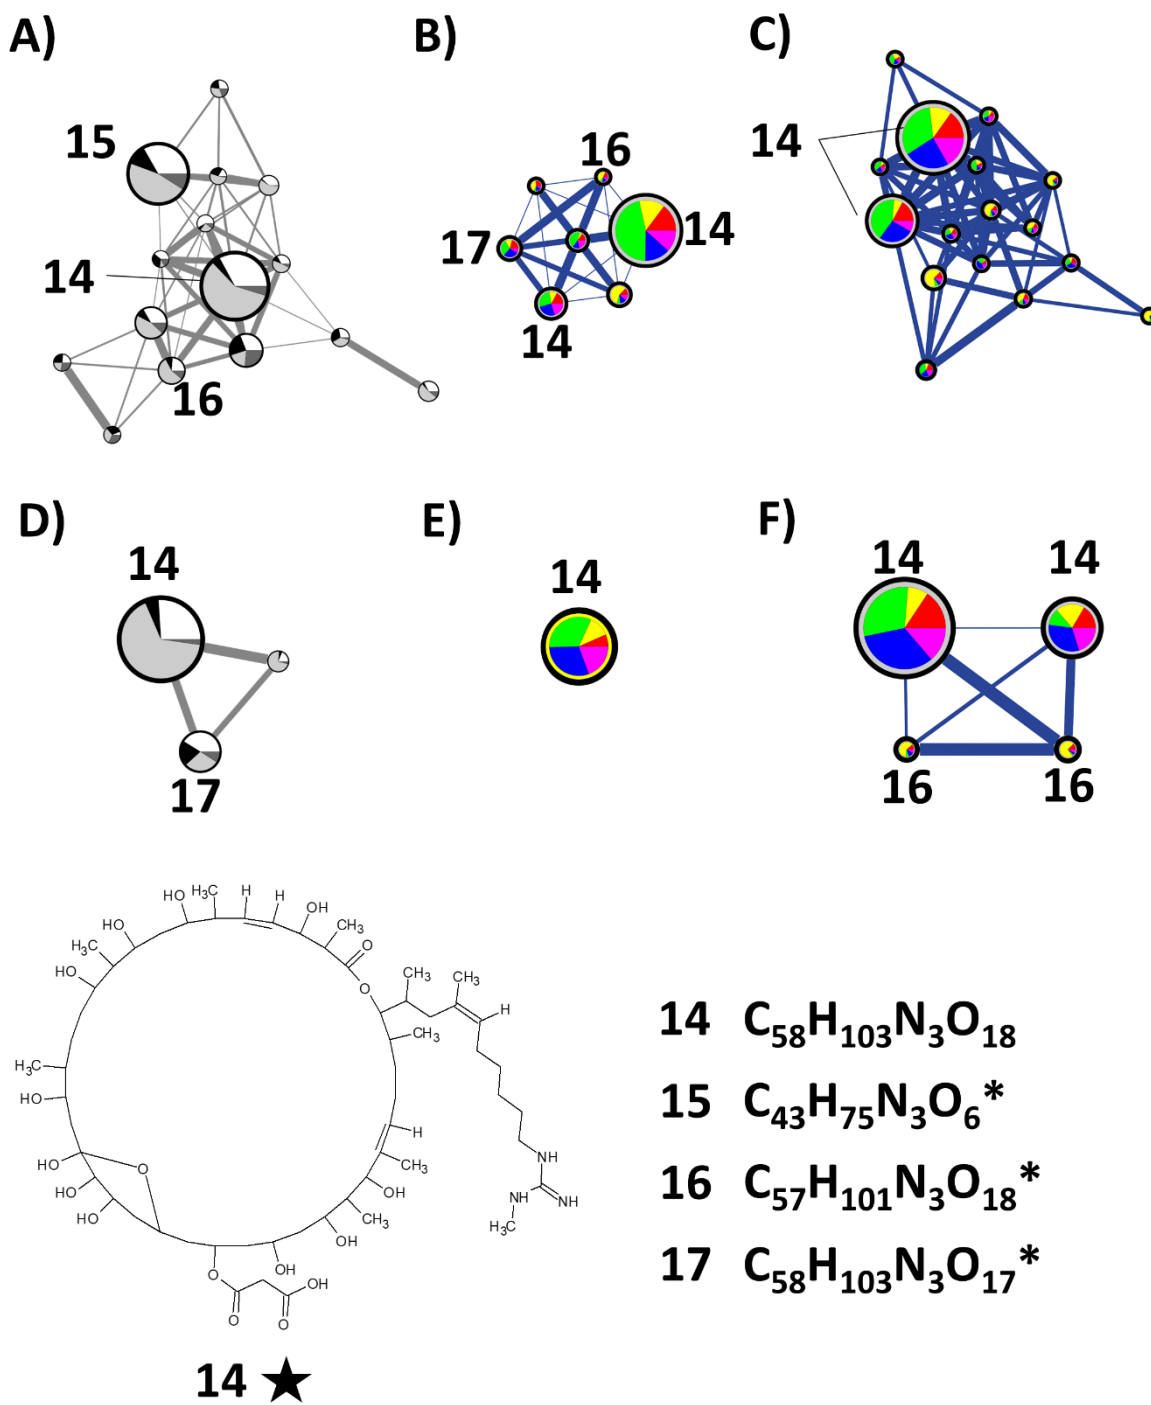 A)
B)
C)
15
14
16
16
17
14
14
14
D)
E)
F)
14
17
14
14
14
16
16
HO
H₃C
H
H
OH
CH₃
O
O
HO
H₃C
HO
H₃C
HO
HO
O
HO
HO
CH₃
CH₃
H
CH₃
H
CH₃
OH
CH₃
OH
OH
O
OH
O
O
NH
NH
NH
H₃C
14 ★
14 C₅₈H₁₀₃N₃O₁₈
15 C₄₃H₇₅N₃O₆*
16 C₅₇H₁₀₁N₃O₁₈*
17 C₅₈H₁₀₃N₃O₁₇*